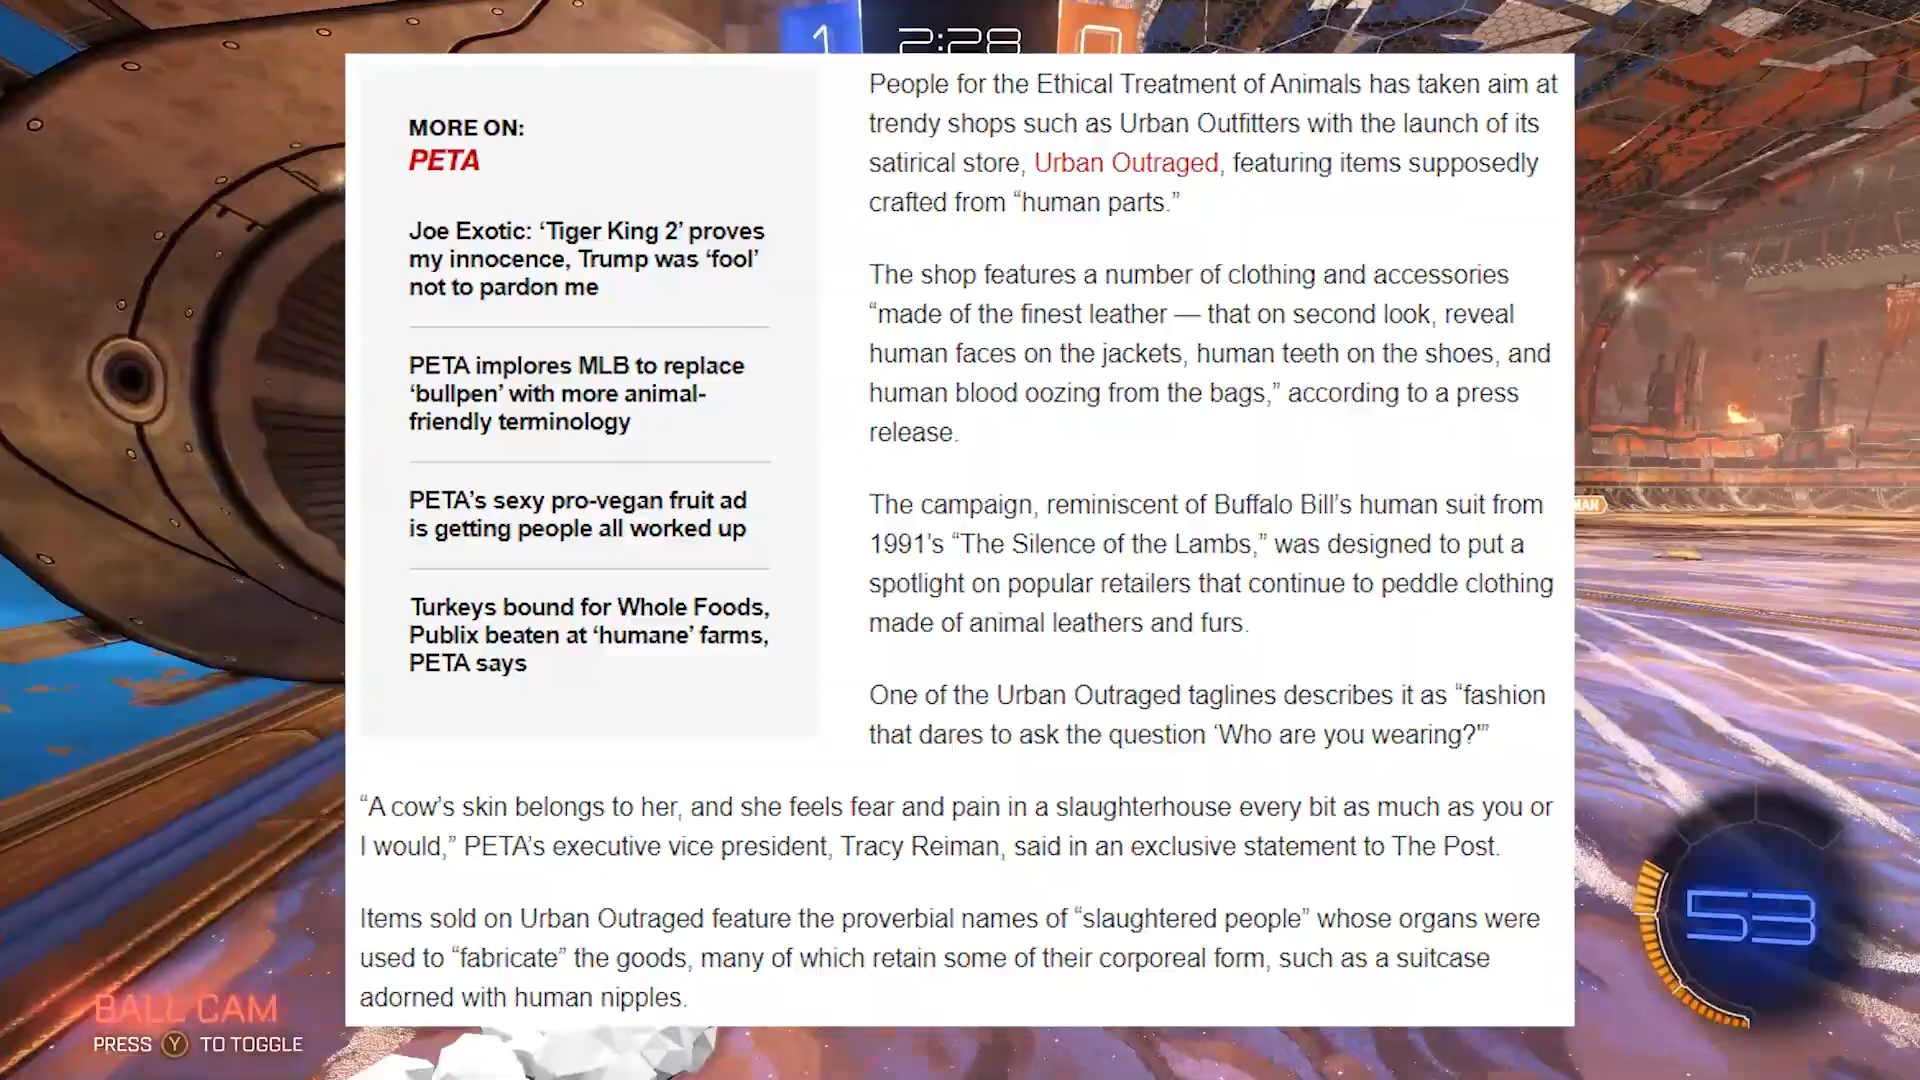 1 2:28 0
MORE ON:
PETA
Joe Exotic: ‘Tiger King 2’ proves
my innocence, Trump was ‘fool’
not to pardon me
PETA implores MLB to replace
‘bullpen’ with more animal-
friendly terminology
PETA’s sexy pro-vegan fruit ad
is getting people all worked up
Turkeys bound for Whole Foods,
Publix beaten at ‘humane’ farms,
PETA says
People for the Ethical Treatment of Animals has taken aim at
trendy shops such as Urban Outfitters with the launch of its
satirical store, Urban Outraged, featuring items supposedly
crafted from “human parts.”
The shop features a number of clothing and accessories
“made of the finest leather — that on second look, reveal
human faces on the jackets, human teeth on the shoes, and
human blood oozing from the bags,” according to a press
release.
The campaign, reminiscent of Buffalo Bill’s human suit from
1991’s “The Silence of the Lambs,” was designed to put a
spotlight on popular retailers that continue to peddle clothing
made of animal leathers and furs.
One of the Urban Outraged taglines describes it as “fashion
that dares to ask the question ‘Who are you wearing?’”
“A cow’s skin belongs to her, and she feels fear and pain in a slaughterhouse every bit as much as you or
I would,” PETA’s executive vice president, Tracy Reiman, said in an exclusive statement to The Post.
Items sold on Urban Outraged feature the proverbial names of “slaughtered people” whose organs were
used to “fabricate” the goods, many of which retain some of their corporeal form, such as a suitcase
adorned with human nipples.
53
BALL CAM
PRESS Y TO TOGGLE